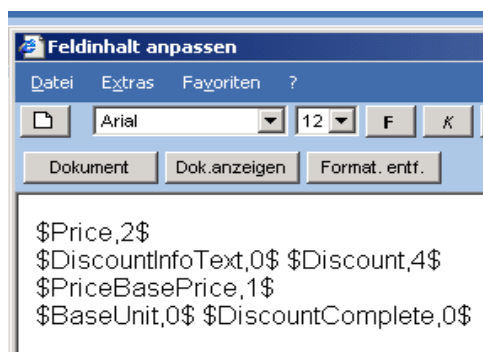 Feldinhalt anpassen
Datei Extras Favoriten ?
Arial 12 F K
Dokument Dok.anzeigen Format. entf.
$Price,2$
$DiscountInfoText,0$ $Discount,4$
$PriceBasePrice,1$
$BaseUnit,0$ $DiscountComplete,0$